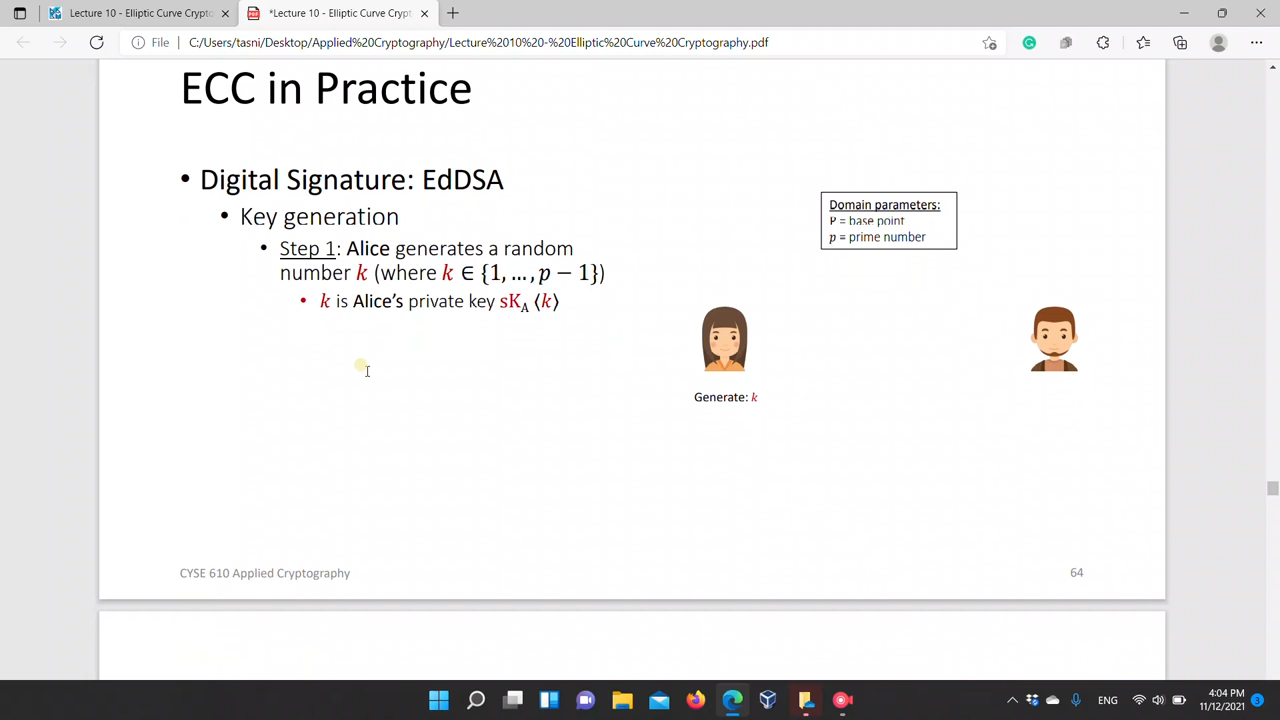 Lecture 10 - Elliptic Curve Crypto
*Lecture 10 - Elliptic Curve Crypt
File
C:/Users/tasni/Desktop/Applied%20Cryptography/Lecture%2010%20-%20Elliptic%20Curve%20Cryptography.pdf
ECC in Practice
• Digital Signature: EdDSA
• Key generation
• Step 1: Alice generates a random
number k (where k ∈ {1, …, p − 1})
• k is Alice's private key sK_A ⟨k⟩
Domain parameters:
P = base point
p = prime number
Generate: k
CYSE 610 Applied Cryptography
64
ENG
4:04 PM
11/12/2021
3